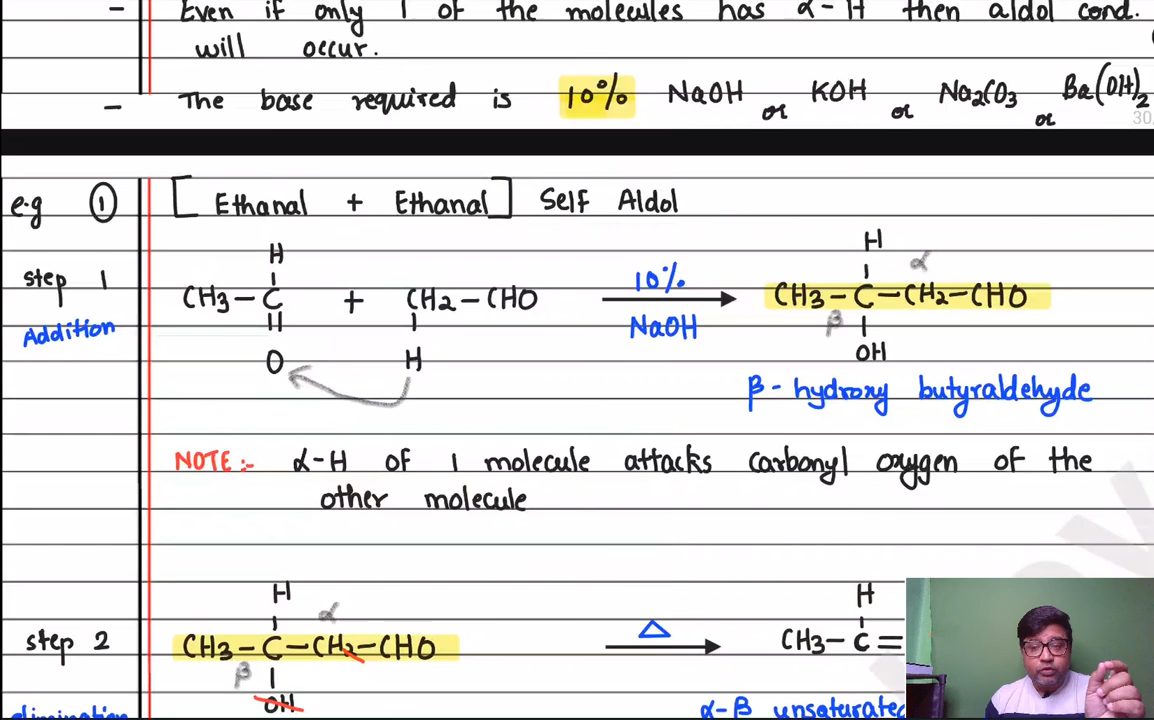 - Even if only 1 of the molecules has α-H then aldol cond.
will occur.
- The base required is 10% NaOH or KOH or Na2CO3 or Ba(OH)2
30,
e.g ① [Ethanal + Ethanal] Self Aldol
step 1
Addition
H
CH3-C + CH2-CHO
|| |
O H
10%
NaOH
H
α
CH3-C-CH2-CHO
β
OH
β-hydroxy butyraldehyde
NOTE:- α-H of 1 molecule attacks carbonyl oxygen of the
other molecule
step 2
elimination
H
α
CH3-C-CH2-CHO
β
OH
△
H
CH3-C=
α-β unsaturated